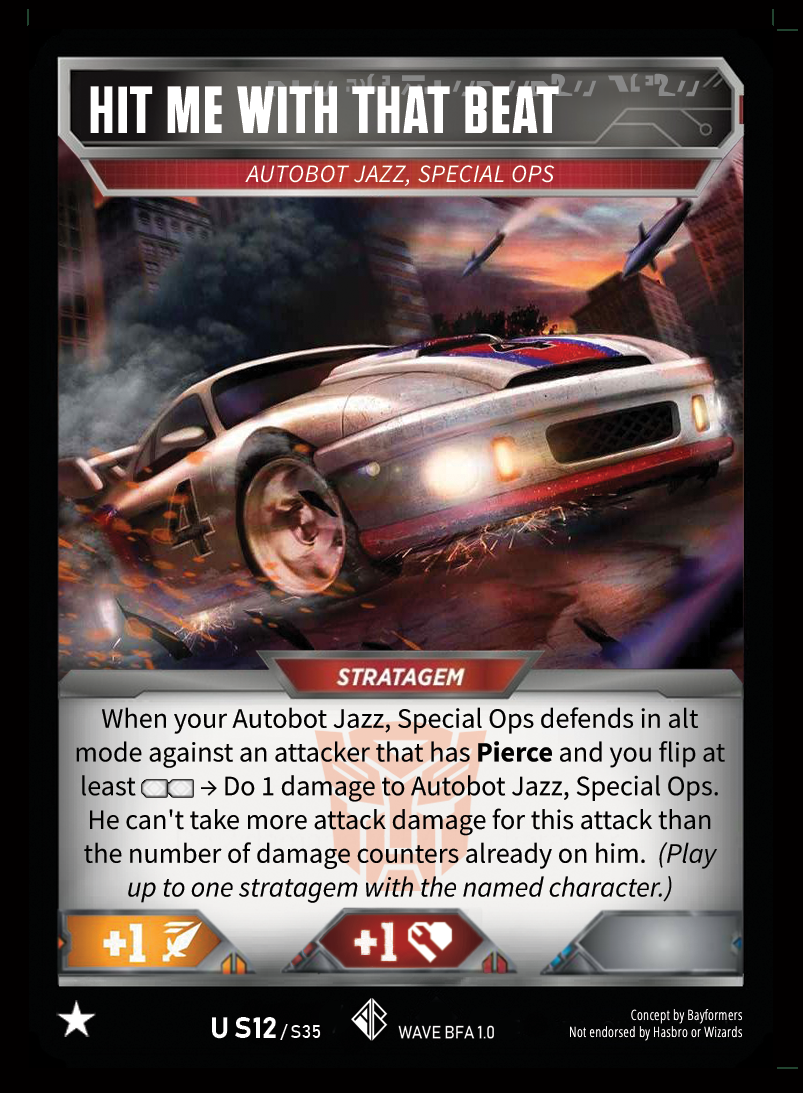 HIT ME WITH THAT BEAT
AUTOBOT JAZZ, SPECIAL OPS
4
4
STRATAGEM
When your Autobot Jazz, Special Ops defends in alt
mode against an attacker that has Pierce and you flip at
least → Do 1 damage to Autobot Jazz, Special Ops.
He can't take more attack damage for this attack than
the number of damage counters already on him. (Play
up to one stratagem with the named character.)
+1 +1
U S12/S35 WAVE BFA 1.0
Concept by Bayformers
Not endorsed by Hasbro or Wizards